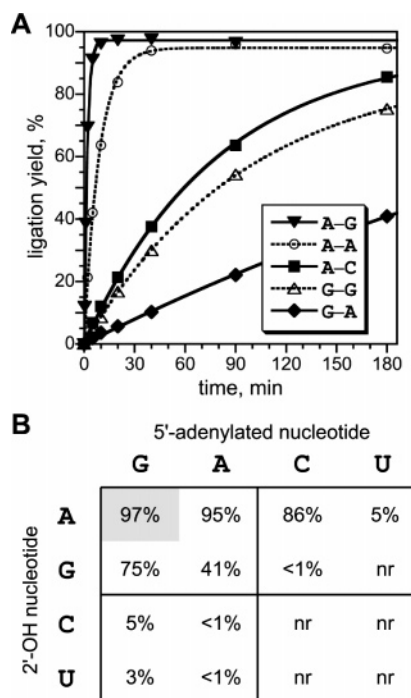 A
100
80
60
40
20
0
ligation yield, %
0 30 60 90 120 150 180
time, min
A–G
A–A
A–C
G–G
G–A
B
5'-adenylated nucleotide
G A C U
2'-OH nucleotide
A 97% 95% 86% 5%
G 75% 41% <1% nr
C 5% <1% nr nr
U 3% <1% nr nr